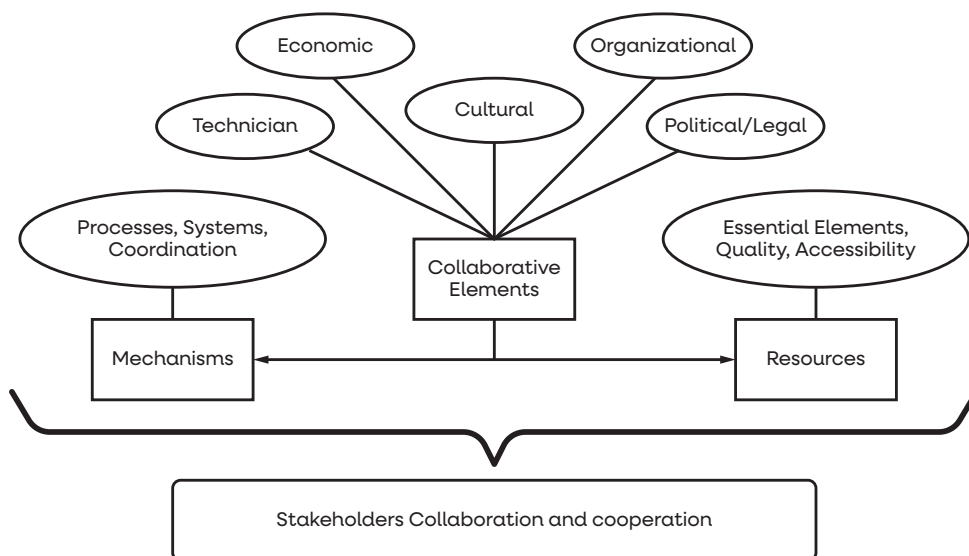 Economic
Organizational
Cultural
Technician
Political/Legal
Processes, Systems,
Coordination
Essential Elements,
Quality, Accessibility
Collaborative
Elements
Mechanisms
Resources
Stakeholders Collaboration and cooperation